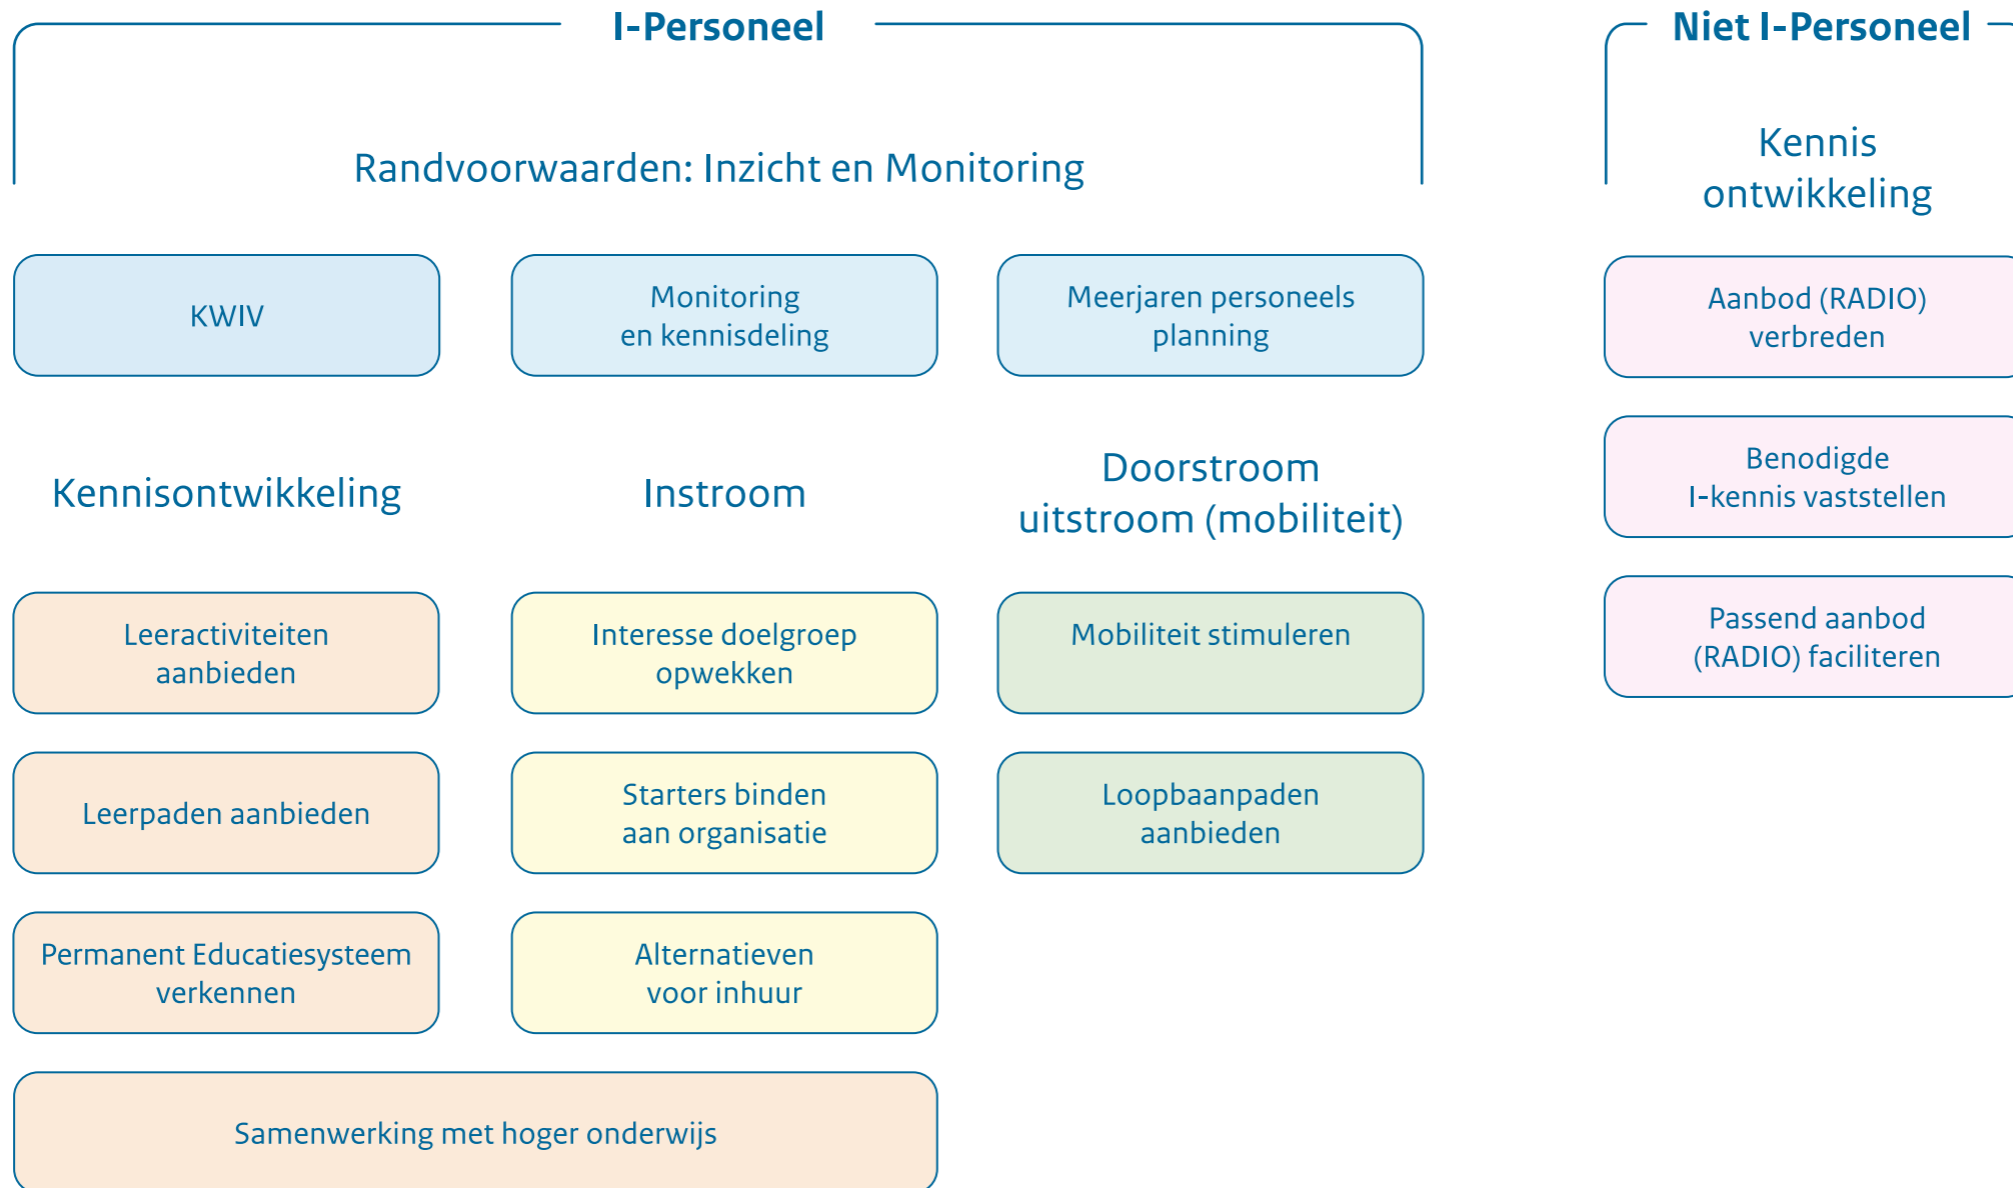 I-Personeel
Randvoorwaarden: Inzicht en Monitoring
KWIV
Monitoring
en kennisdeling
Meerjaren personeels
planning
Kennisontwikkeling
Leeractiviteiten
aanbieden
Leerpaden aanbieden
Permanent Educatiesysteem
verkennen
Instroom
Interesse doelgroep
opwekken
Starters binden
aan organisatie
Alternatieven
voor inhuur
Samenwerking met hoger onderwijs
Doorstroom
uitstroom (mobiliteit)
Mobiliteit stimuleren
Loopbaanpaden
aanbieden
Niet I-Personeel
Kennis
ontwikkeling
Aanbod (RADIO)
verbreden
Benodigde
I-kennis vaststellen
Passend aanbod
(RADIO) faciliteren